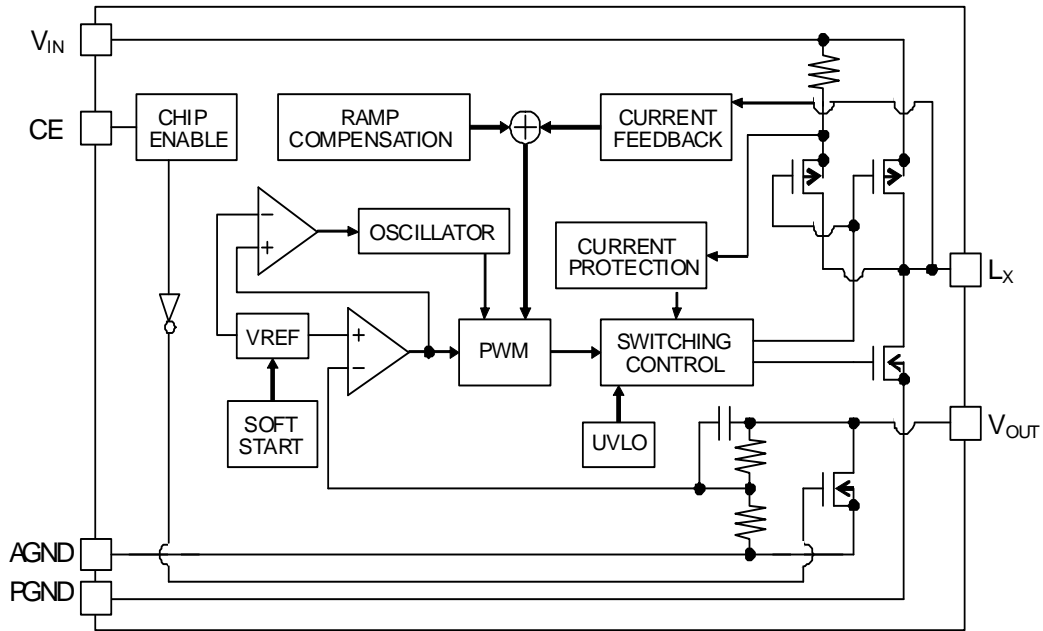 VIN
CE
CHIP
ENABLE
RAMP
COMPENSATION
+
CURRENT
FEEDBACK
−
+
OSCILLATOR
CURRENT
PROTECTION
LX
VREF
+
−
PWM
SWITCHING
CONTROL
SOFT
START
UVLO
VOUT
AGND
PGND